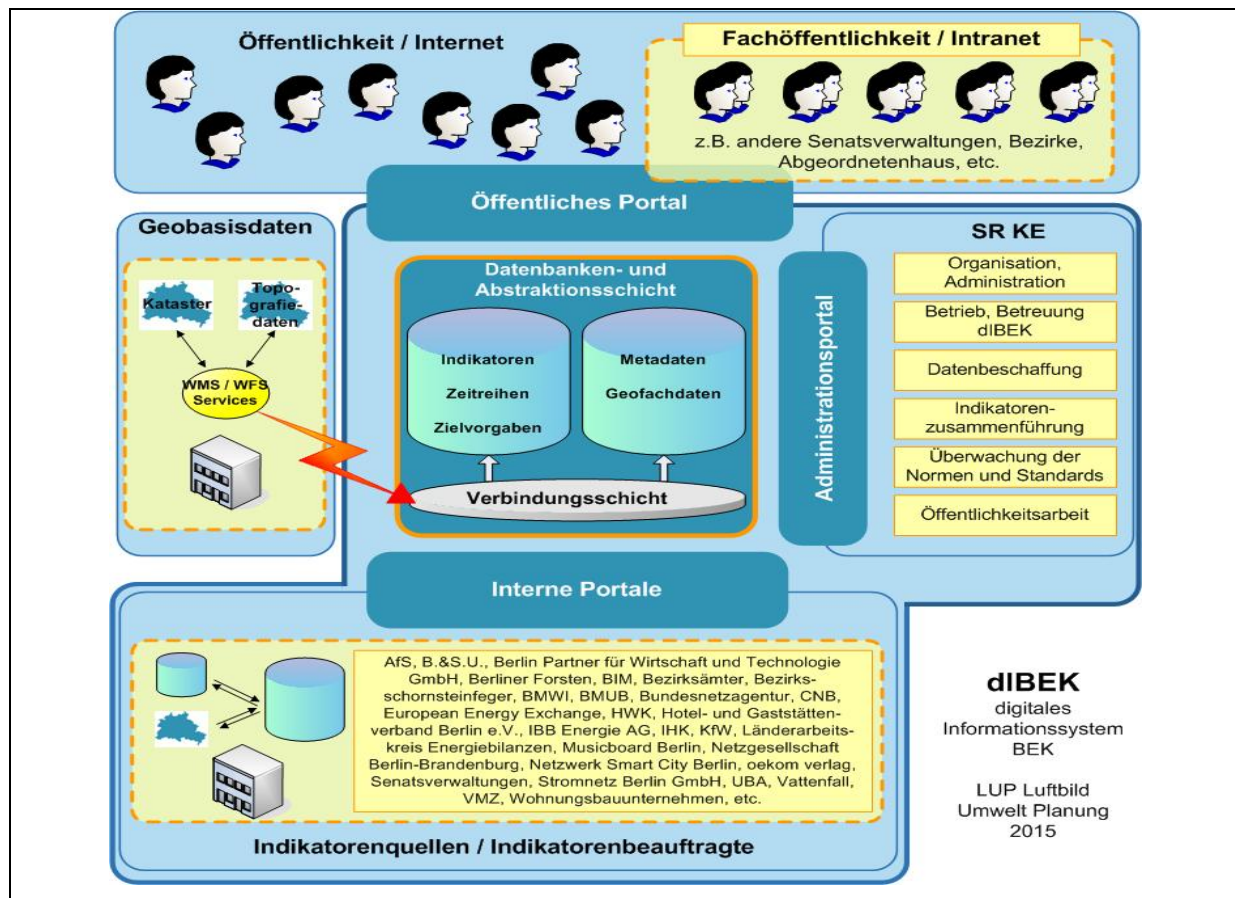 Öffentlichkeit / Internet
Fachöffentlichkeit / Intranet
z.B. andere Senatsverwaltungen, Bezirke,
Abgeordnetenhaus, etc.
Öffentliches Portal
Geobasisdaten
Kataster
Topo-
grafie-
daten
WMS / WFS
Services
Datenbanken- und
Abstraktionsschicht
Indikatoren
Zeitreihen
Zielvorgaben
Metadaten
Geofachdaten
Verbindungsschicht
Administrationsportal
SR KE
Organisation,
Administration
Betrieb, Betreuung
dIBEK
Datenbeschaffung
Indikatoren-
zusammenführung
Überwachung der
Normen und Standards
Öffentlichkeitsarbeit
Interne Portale
AfS, B.&S.U., Berlin Partner für Wirtschaft und Technologie
GmbH, Berliner Forsten, BIM, Bezirksämter, Bezirks-
schornsteinfeger, BMWI, BMUB, Bundesnetzagentur, CNB,
European Energy Exchange, HWK, Hotel- und Gaststätten-
verband Berlin e.V., IBB Energie AG, IHK, KfW, Länderarbeits-
kreis Energiebilanzen, Musicboard Berlin, Netzgesellschaft
Berlin-Brandenburg, Netzwerk Smart City Berlin, oekom verlag,
Senatsverwaltungen, Stromnetz Berlin GmbH, UBA, Vattenfall,
VMZ, Wohnungsbauunternehmen, etc.
Indikatorenquellen / Indikatorenbeauftragte
dIBEK
digitales
Informationssystem
BEK
LUP Luftbild
Umwelt Planung
2015